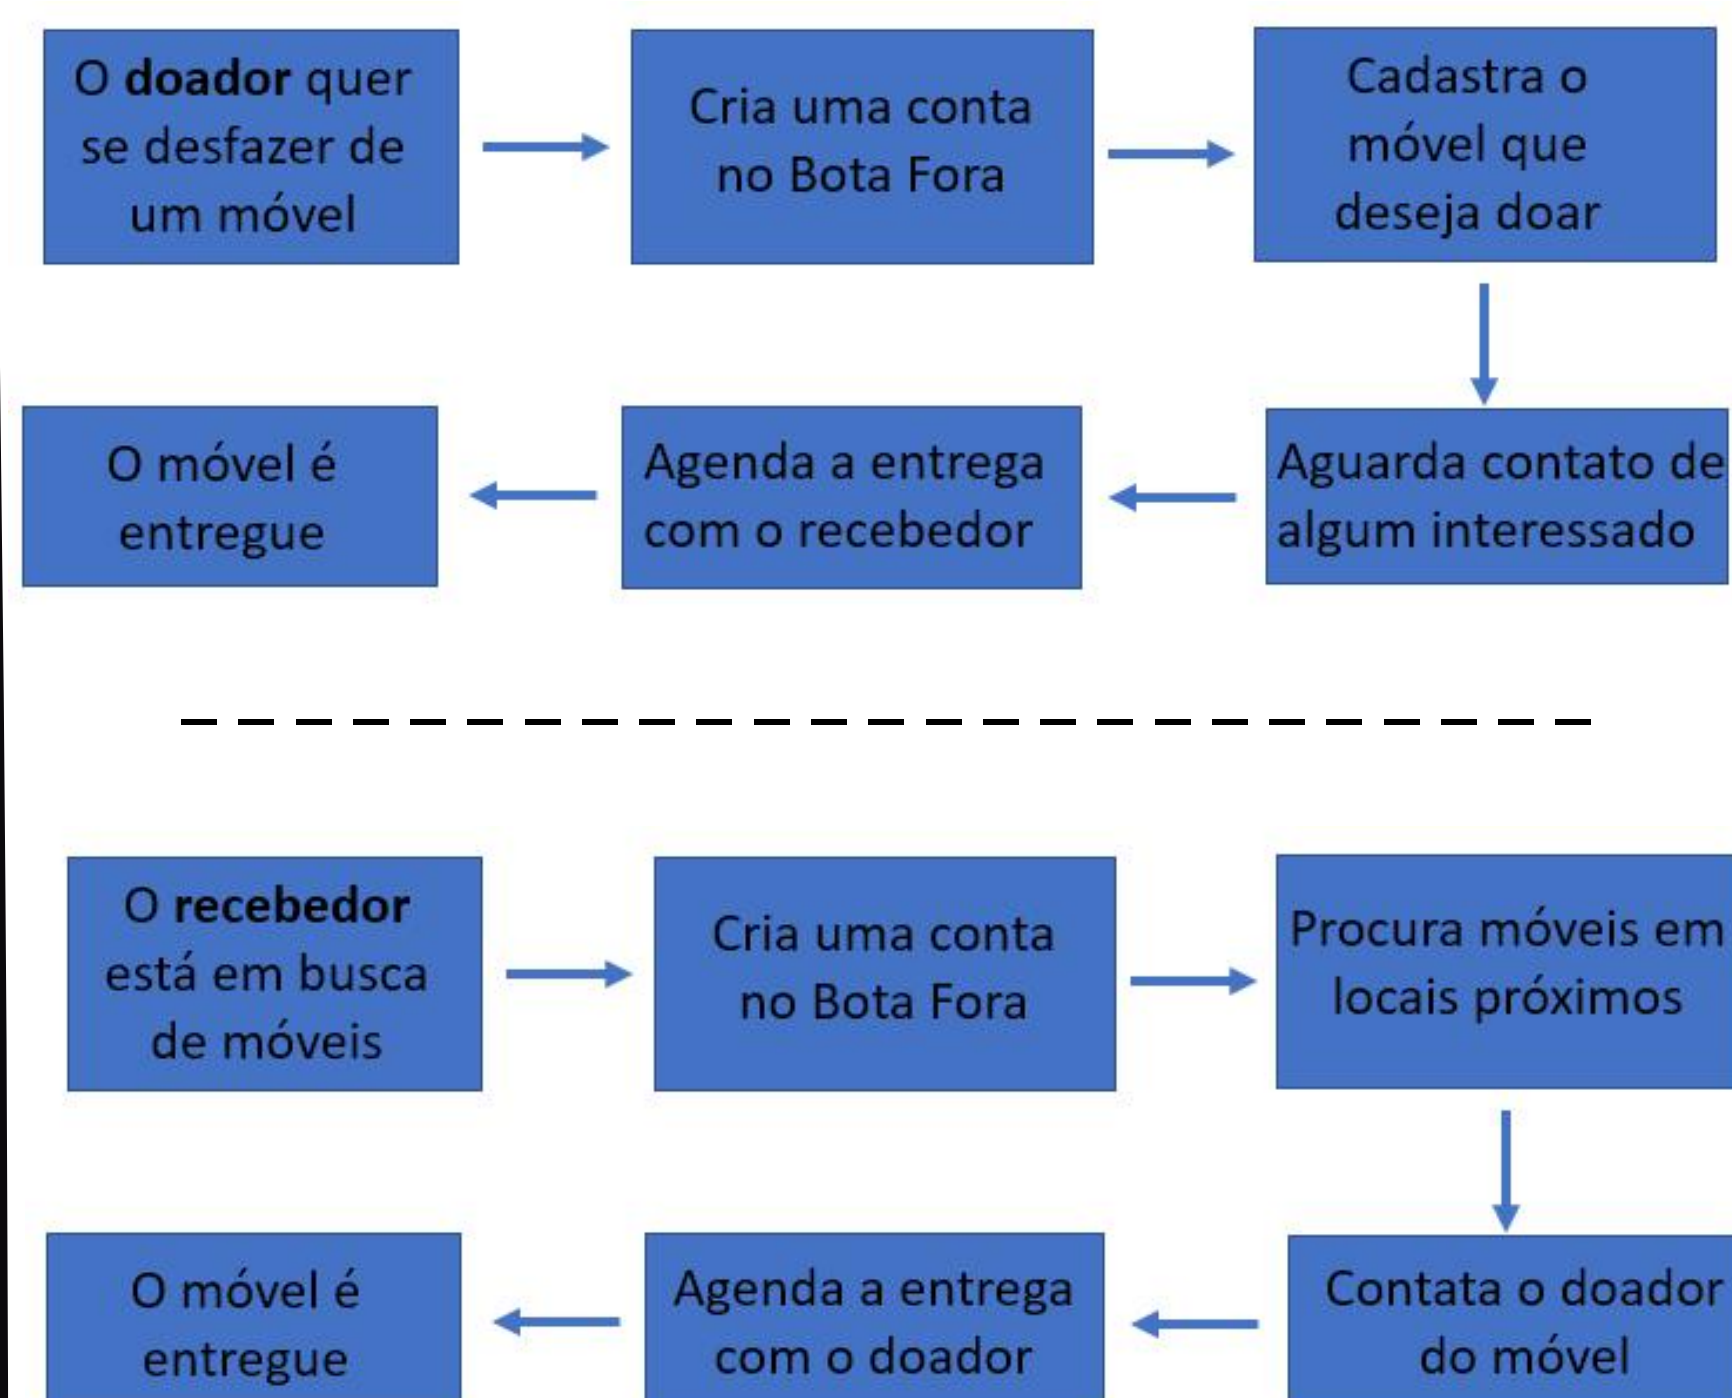 O doador quer
se desfazer de
um móvel
Cria uma conta
no Bota Fora
Cadastra o
móvel que
deseja doar
Aguarda contato de
algum interessado
Agenda a entrega
com o recebedor
O móvel é
entregue
O recebedor
está em busca
de móveis
Cria uma conta
no Bota Fora
Procura móveis em
locais próximos
Contata o doador
do móvel
Agenda a entrega
com o doador
O móvel é
entregue